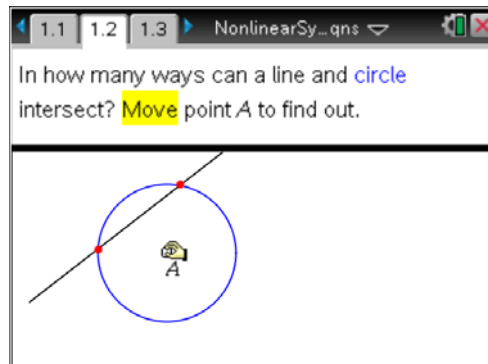 1.1 1.2 1.3 NonlinearSy...qns
In how many ways can a line and circle
intersect? Move point A to find out.
A